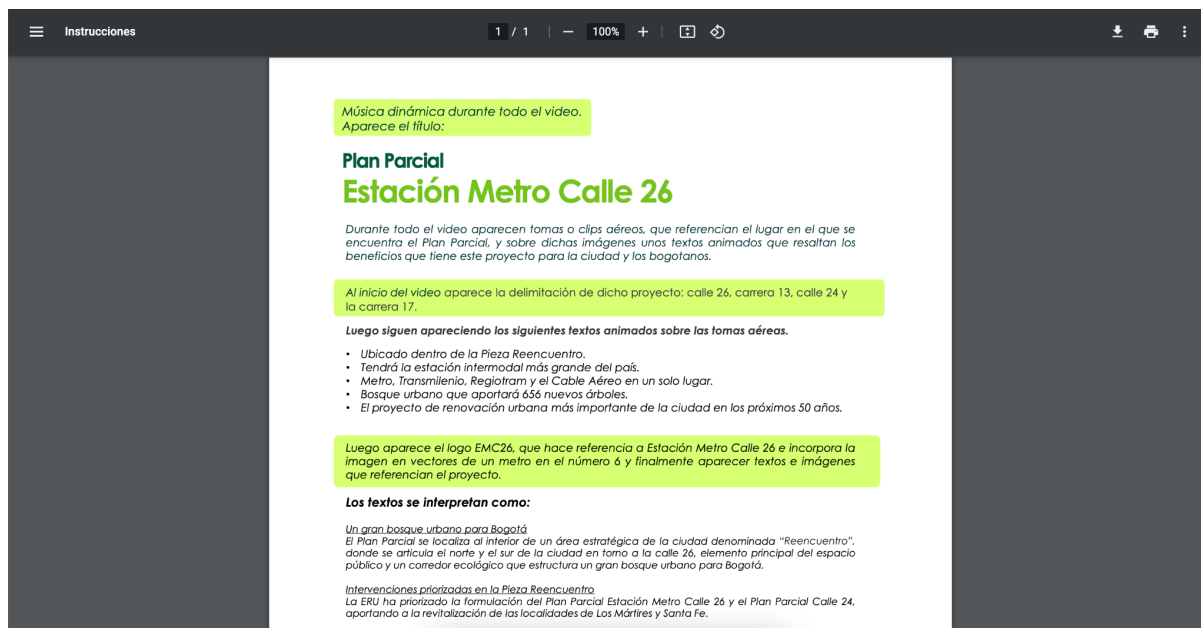 Instrucciones
1 / 1
100%
Música dinámica durante todo el video.
Aparece el título:
Plan Parcial
Estación Metro Calle 26
Durante todo el video aparecen tomas o clips aéreos, que referencian el lugar en el que se
encuentra el Plan Parcial, y sobre dichas imágenes unos textos animados que resaltan los
beneficios que tiene este proyecto para la ciudad y los bogotanos.
Al inicio del video aparece la delimitación de dicho proyecto: calle 26, carrera 13, calle 24 y
la carrera 17.
Luego siguen apareciendo los siguientes textos animados sobre las tomas aéreas.
• Ubicado dentro de la Pieza Reencuentro.
• Tendrá la estación intermodal más grande del país.
• Metro, Transmilenio, Regiotram y el Cable Aéreo en un solo lugar.
• Bosque urbano que aportará 656 nuevos árboles.
• El proyecto de renovación urbana más importante de la ciudad en los próximos 50 años.
Luego aparece el logo EMC26, que hace referencia a Estación Metro Calle 26 e incorpora la
imagen en vectores de un metro en el número 6 y finalmente aparecer textos e imágenes
que referencian el proyecto.
Los textos se interpretan como:
Un gran bosque urbano para Bogotá
El Plan Parcial se localiza al interior de un área estratégica de la ciudad denominada “Reencuentro”,
donde se articula el norte y el sur de la ciudad en torno a la calle 26, elemento principal del espacio
público y un corredor ecológico que estructura un gran bosque urbano para Bogotá.
Intervenciones priorizadas en la Pieza Reencuentro
La ERU ha priorizado la formulación del Plan Parcial Estación Metro Calle 26 y el Plan Parcial Calle 24,
aportando a la revitalización de las localidades de Los Mártires y Santa Fe.